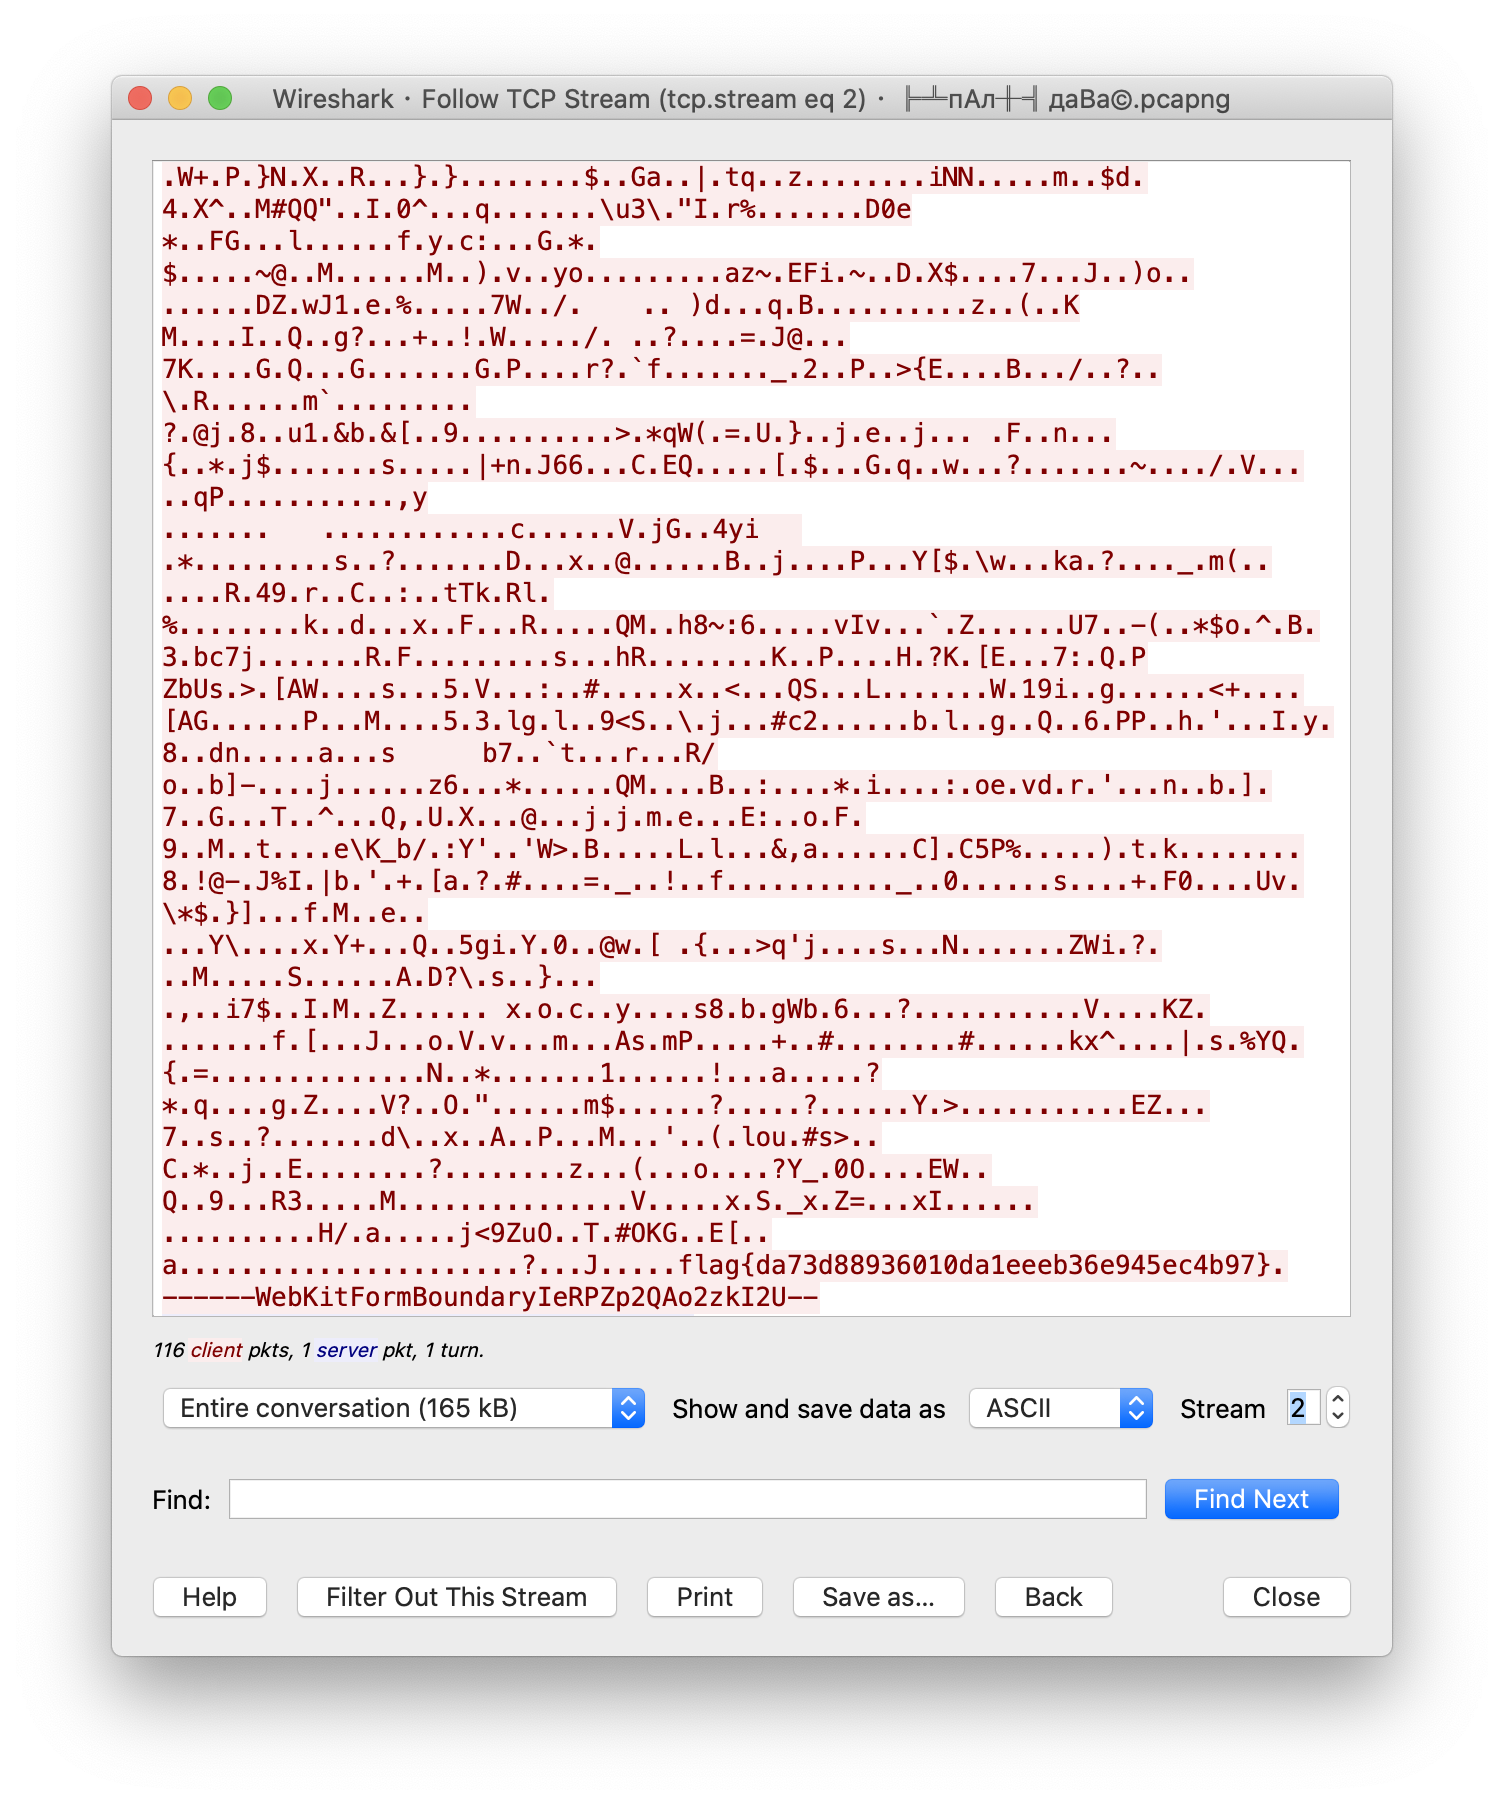 Wireshark · Follow TCP Stream (tcp.stream eq 2) · ╞╩пАл╫╡ даВа©.pcapng
.W+.P.}N.X..R...}.}........$..Ga..|.tq..z........iNN.....m..$d.
4.X^..M#QQ"..I.0^...q.......\u3\."I.r%.......D0e
*..FG...l......f.y.c:...G.*.
$.....~@..M......M..).v..yo.........az~.EFi.~..D.X$....7...J..)o..
......DZ.wJ1.e.%.....7W../.    .. )d...q.B..........z..(..K
M....I..Q..g?...+..!.W...../. ..?....=.J@...
7K....G.Q...G.......G.P....r?.`f......._.2..P..>{E....B.../..?..
\.R......m`.........
?.@j.8..u1.&b.&[..9..........>.*qW(.=.U.}..j.e..j... .F..n...
{..*.j$.......s.....|+n.J66...C.EQ.....[.$...G.q..w...?.......~..../.V...
..qP...........,y
.......    ............c......V.jG..4yi
.*.........s..?.......D...x..@......B..j....P...Y[$.\w...ka.?...._.m(..
....R.49.r..C..:..tTk.Rl.
%........k..d...x..F...R.....QM..h8~:6.....vIv...`.Z......U7..-(..*$o.^.B.
3.bc7j.......R.F.........s...hR........K..P....H.?K.[E...7:.Q.P
ZbUs.>.[AW....s...5.V...:..#.....x..<...QS...L.......W.19i..g......<+....
[AG......P...M....5.3.lg.l..9<S..\.j...#c2......b.l..g..Q..6.PP..h.'...I.y.
8..dn.....a...s      b7..`t...r...R/
o..b]-....j......z6...*......QM....B..:....*.i....:.oe.vd.r.'...n..b.].
7..G...T..^...Q,.U.X...@...j.j.m.e...E:..o.F.
9..M..t....e\K_b/.:Y'..'W>.B.....L.l...&,a......C].C5P%.....).t.k........
8.!@-.J%I.|b.'.+.[a.?.#....=._..!..f..........._..0......s....+.F0....Uv.
\*$.}]...f.M..e..
...Y\....x.Y+...Q..5gi.Y.0..@w.[ .{...>q'j....s...N.......ZWi.?.
..M.....S......A.D?\.s..}...
.,..i7$..I.M..Z...... x.o.c..y....s8.b.gWb.6...?...........V....KZ.
.......f.[...J...o.V.v...m...As.mP.....+..#........#......kx^....|.s.%YQ.
{.=..............N..*.......1......!...a.....?
*.q....g.Z....V?..O."......m$......?.....?......Y.>...........EZ...
7..s..?.......d\..x..A..P...M...'..(.lou.#s>..
C.*..j..E........?........z...(...o....?Y_.0O....EW..
Q..9...R3.....M...............V.....x.S._x.Z=...xI......
..........H/.a.....j<9ZuO..T.#OKG..E[..
a......................?...J.....flag{da73d88936010da1eeeb36e945ec4b97}.
------WebKitFormBoundaryIeRPZp2QAo2zkI2U--
116 client pkts, 1 server pkt, 1 turn.
Entire conversation (165 kB) Show and save data as ASCII Stream 2
Find: Find Next
Help Filter Out This Stream Print Save as... Back Close